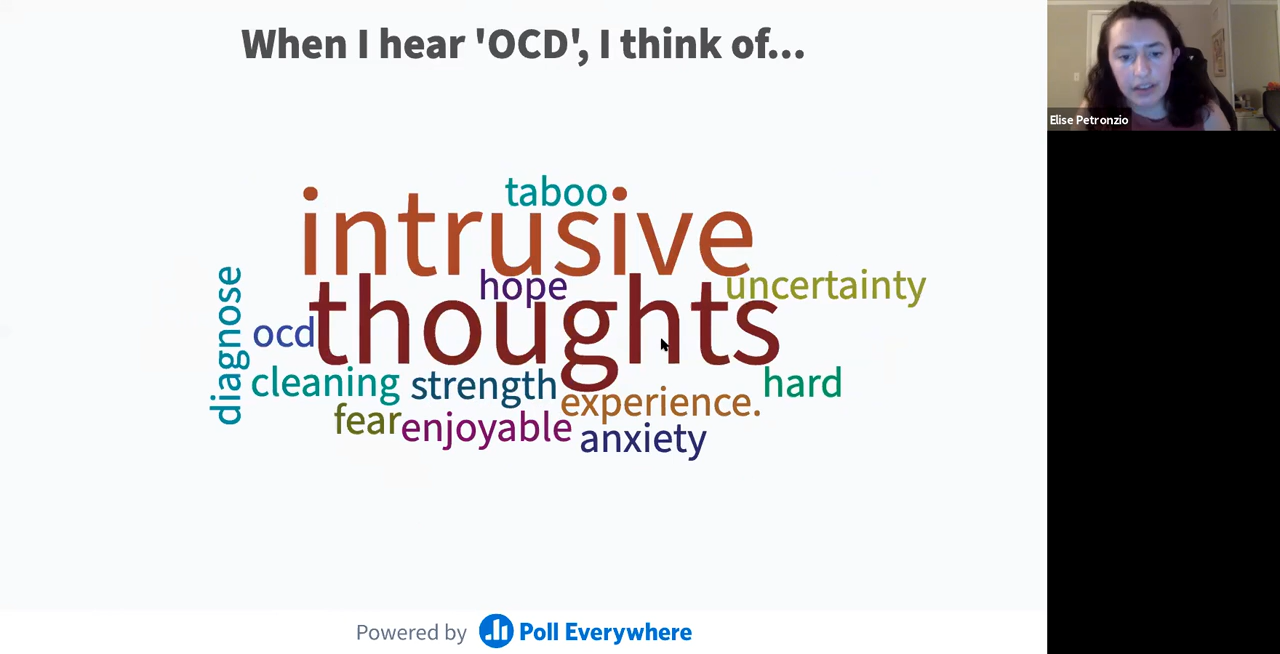 When I hear 'OCD', I think of...
Elise Petronzio
taboo
intrusive
hope
uncertainty
thoughts
diagnose
ocd
cleaning
strength
hard
experience.
fear
enjoyable
anxiety
Powered by Poll Everywhere